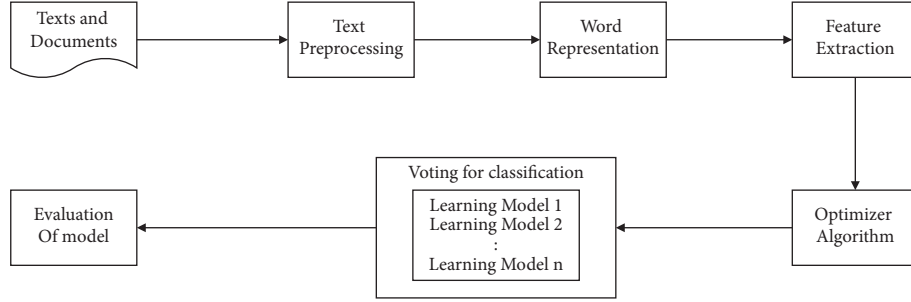 Texts and
Documents
Text
Preprocessing
Word
Representation
Feature
Extraction
Optimizer
Algorithm
Voting for classification
Learning Model 1
Learning Model 2
:
Learning Model n
Evaluation
Of model